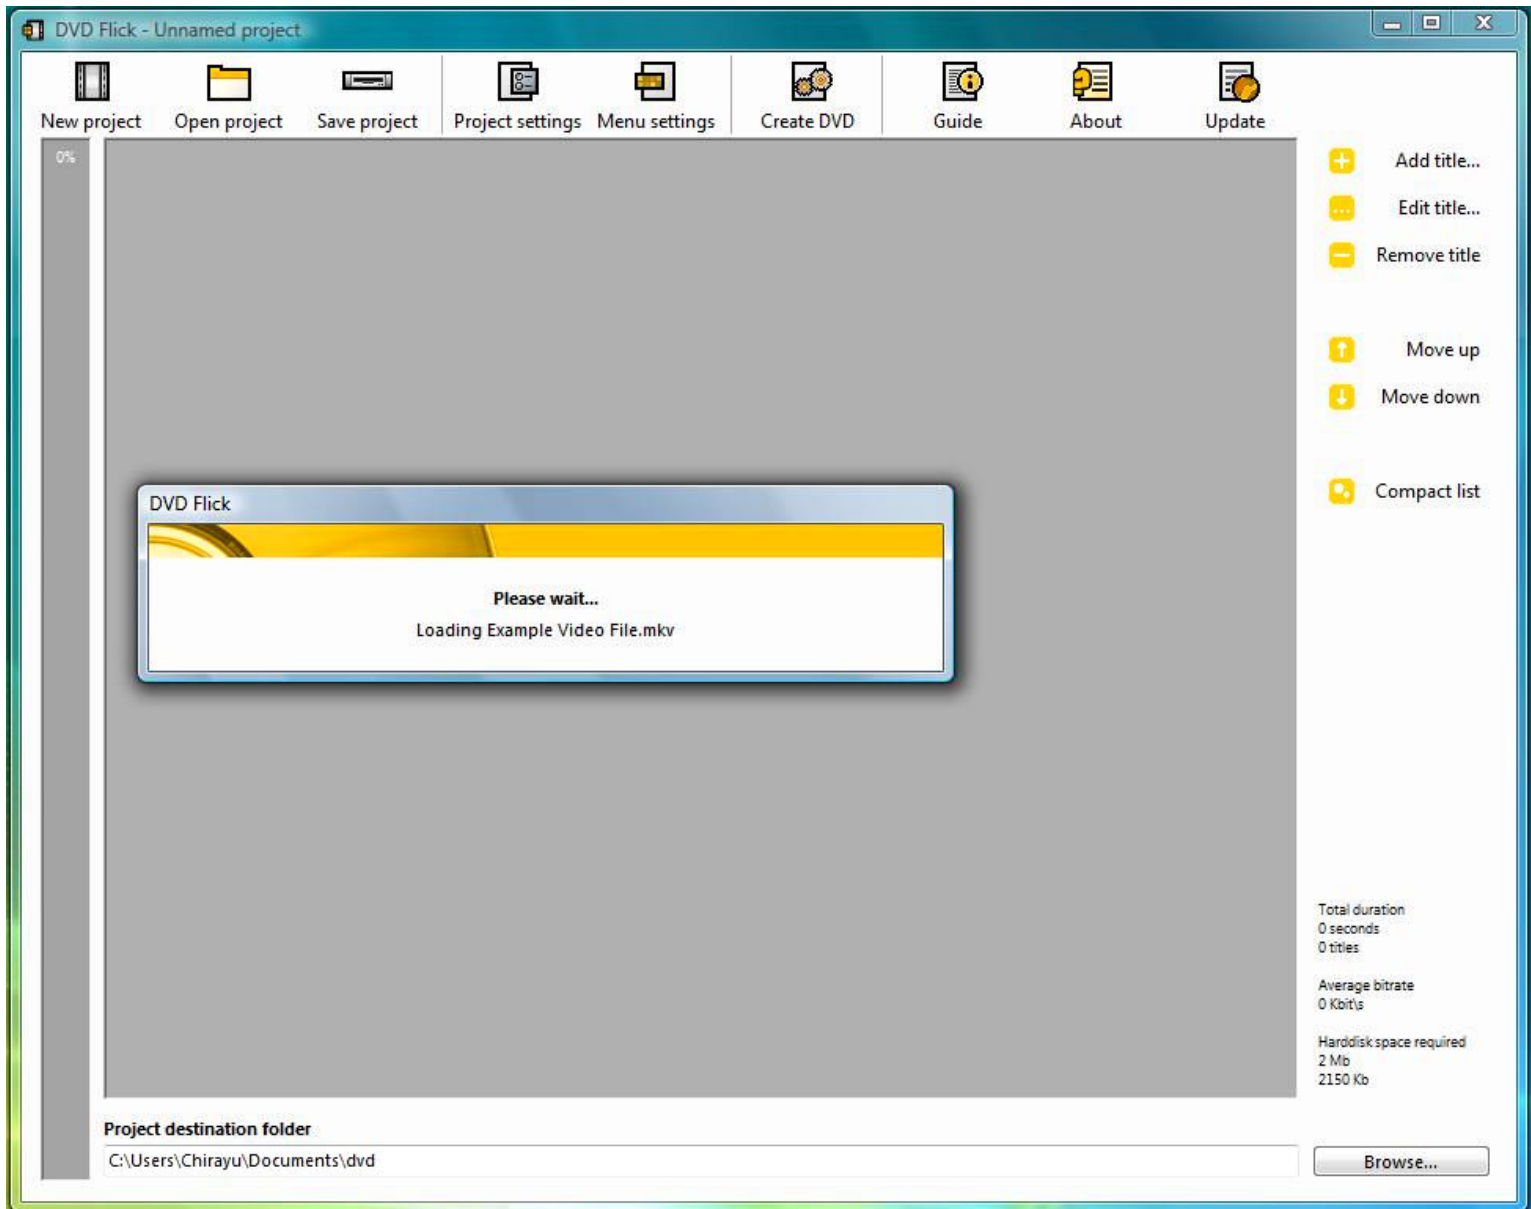 DVD Flick - Unnamed project
New project
Open project
Save project
Project settings
Menu settings
Create DVD
Guide
About
Update
0%
Add title...
Edit title...
Remove title
Move up
Move down
Compact list
DVD Flick
Please wait...
Loading Example Video File.mkv
Total duration
0 seconds
0 titles
Average bitrate
0 Kbit\s
Harddisk space required
2 Mb
2150 Kb
Project destination folder
C:\Users\Chirayu\Documents\dvd
Browse...